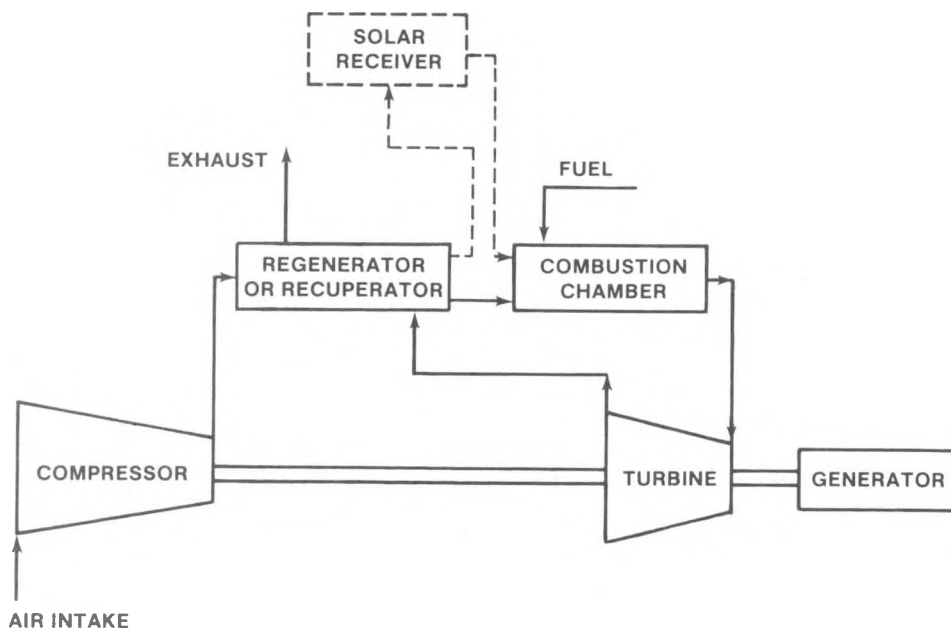 SOLAR
RECEIVER
EXHAUST
FUEL
REGENERATOR
OR RECUPERATOR
COMBUSTION
CHAMBER
COMPRESSOR
TURBINE
GENERATOR
AIR INTAKE